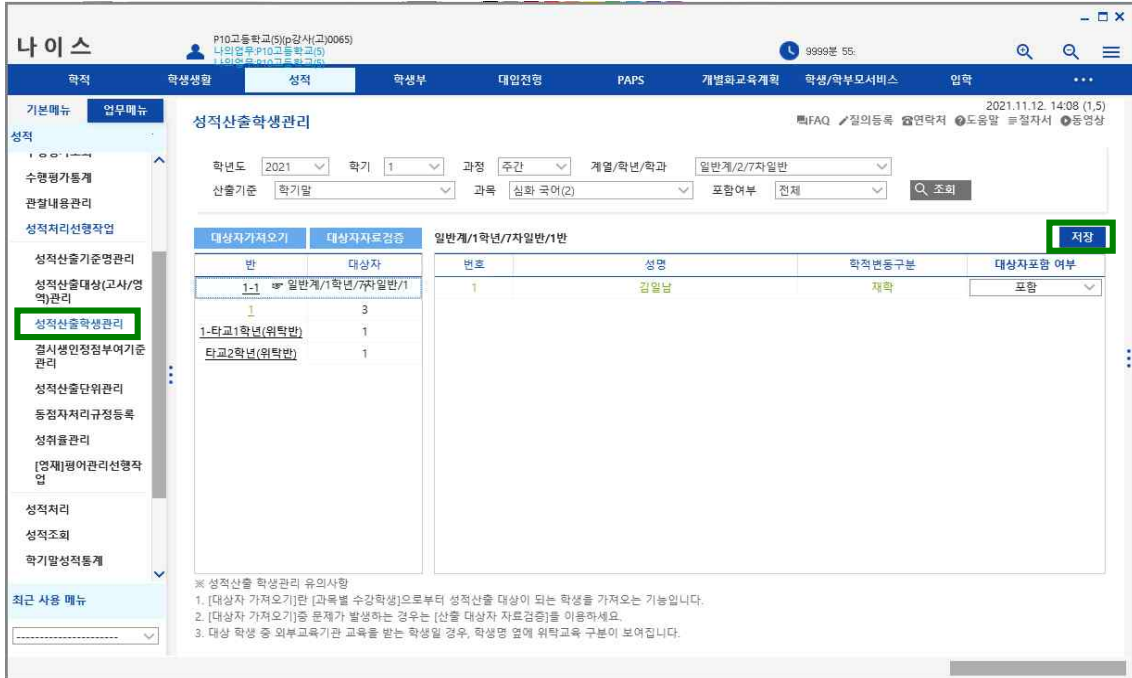 나이스
P10고등학교(5)(p강사(고)0065)
나의업무:P10고등학교(5)
나의업무:P10고등학교(5)
9999분 55:
학적 학생생활 성적 학생부 대입전형 PAPS 개별화교육계획 학생/학부모서비스 입학 ...
기본메뉴 업무메뉴
2021.11.12. 14:08 (1,5)
성적
성적산출학생관리
FAQ 질의등록 연락처 도움말 절차서 동영상
수행평가통계
관찰내용관리
성적처리선행작업
성적산출기준명관리
성적산출대상(고사/영역)관리
성적산출학생관리
결시생인정점부여기준관리
성적산출단위관리
동점자처리규정등록
성취율관리
[영재]평어관리선행작업
성적처리
성적조회
학기말성적통계
최근 사용 메뉴
----------------------
학년도 2021 학기 1 과정 주간 계열/학년/학과 일반계/2/7차일반
산출기준 학기말 과목 심화 국어(2) 포함여부 전체 조회
대상자가져오기 대상자자료검증 일반계/1학년/7차일반/1반 저장
반 대상자
1-1 ☞ 일반계/1학년/7차일반/1
1 3
1-타교1학년(위탁반) 1
타교2학년(위탁반) 1
번호 성명 학적변동구분 대상자포함 여부
1 김일남 재학 포함
※ 성적산출 학생관리 유의사항
1. [대상자 가져오기]란 [과목별 수강학생]으로부터 성적산출 대상이 되는 학생을 가져오는 기능입니다.
2. [대상자 가져오기]중 문제가 발생하는 경우는 [산출 대상자 자료검증]을 이용하세요.
3. 대상 학생 중 외부교육기관 교육을 받는 학생일 경우, 학생명 옆에 위탁교육 구분이 보여집니다.